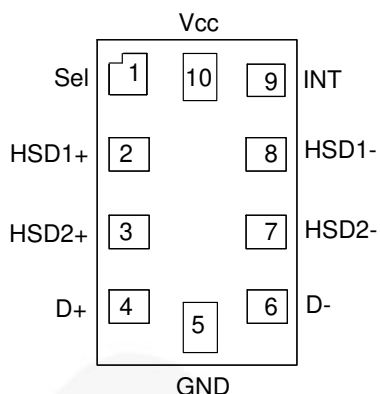 Vcc
Sel 1 10 9 INT
HSD1+ 2 8 HSD1-
HSD2+ 3 7 HSD2-
D+ 4 5 6 D-
GND